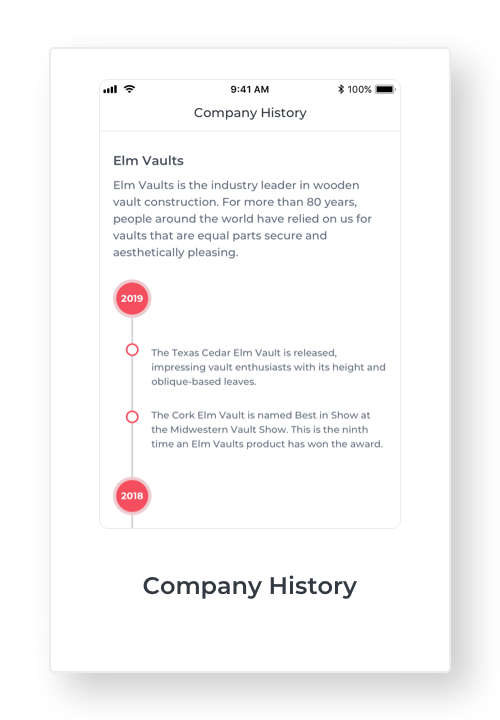 9:41 AM
100%
Company History
Elm Vaults
Elm Vaults is the industry leader in wooden
vault construction. For more than 80 years,
people around the world have relied on us for
vaults that are equal parts secure and
aesthetically pleasing.
2019
The Texas Cedar Elm Vault is released,
impressing vault enthusiasts with its height and
oblique-based leaves.
The Cork Elm Vault is named Best in Show at
the Midwestern Vault Show. This is the ninth
time an Elm Vaults product has won the award.
2018
Company History